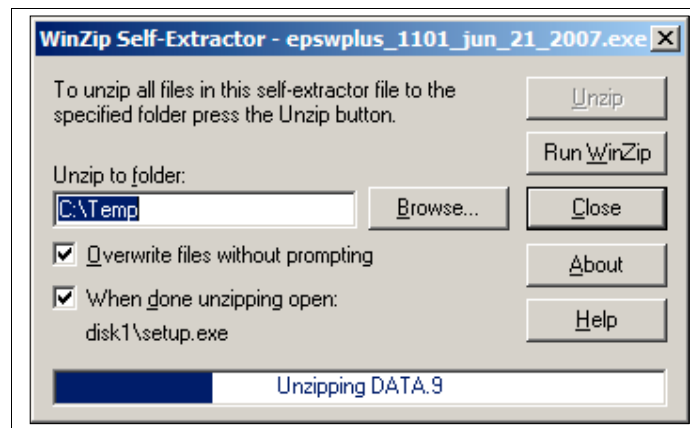 WinZip Self-Extractor - epswplus_1101_jun_21_2007.exe
To unzip all files in this self-extractor file to the
specified folder press the Unzip button.
Unzip
Run WinZip
Unzip to folder:
C:\Temp
Browse...
Close
Overwrite files without prompting
About
When done unzipping open:
disk1\setup.exe
Help
Unzipping DATA.9